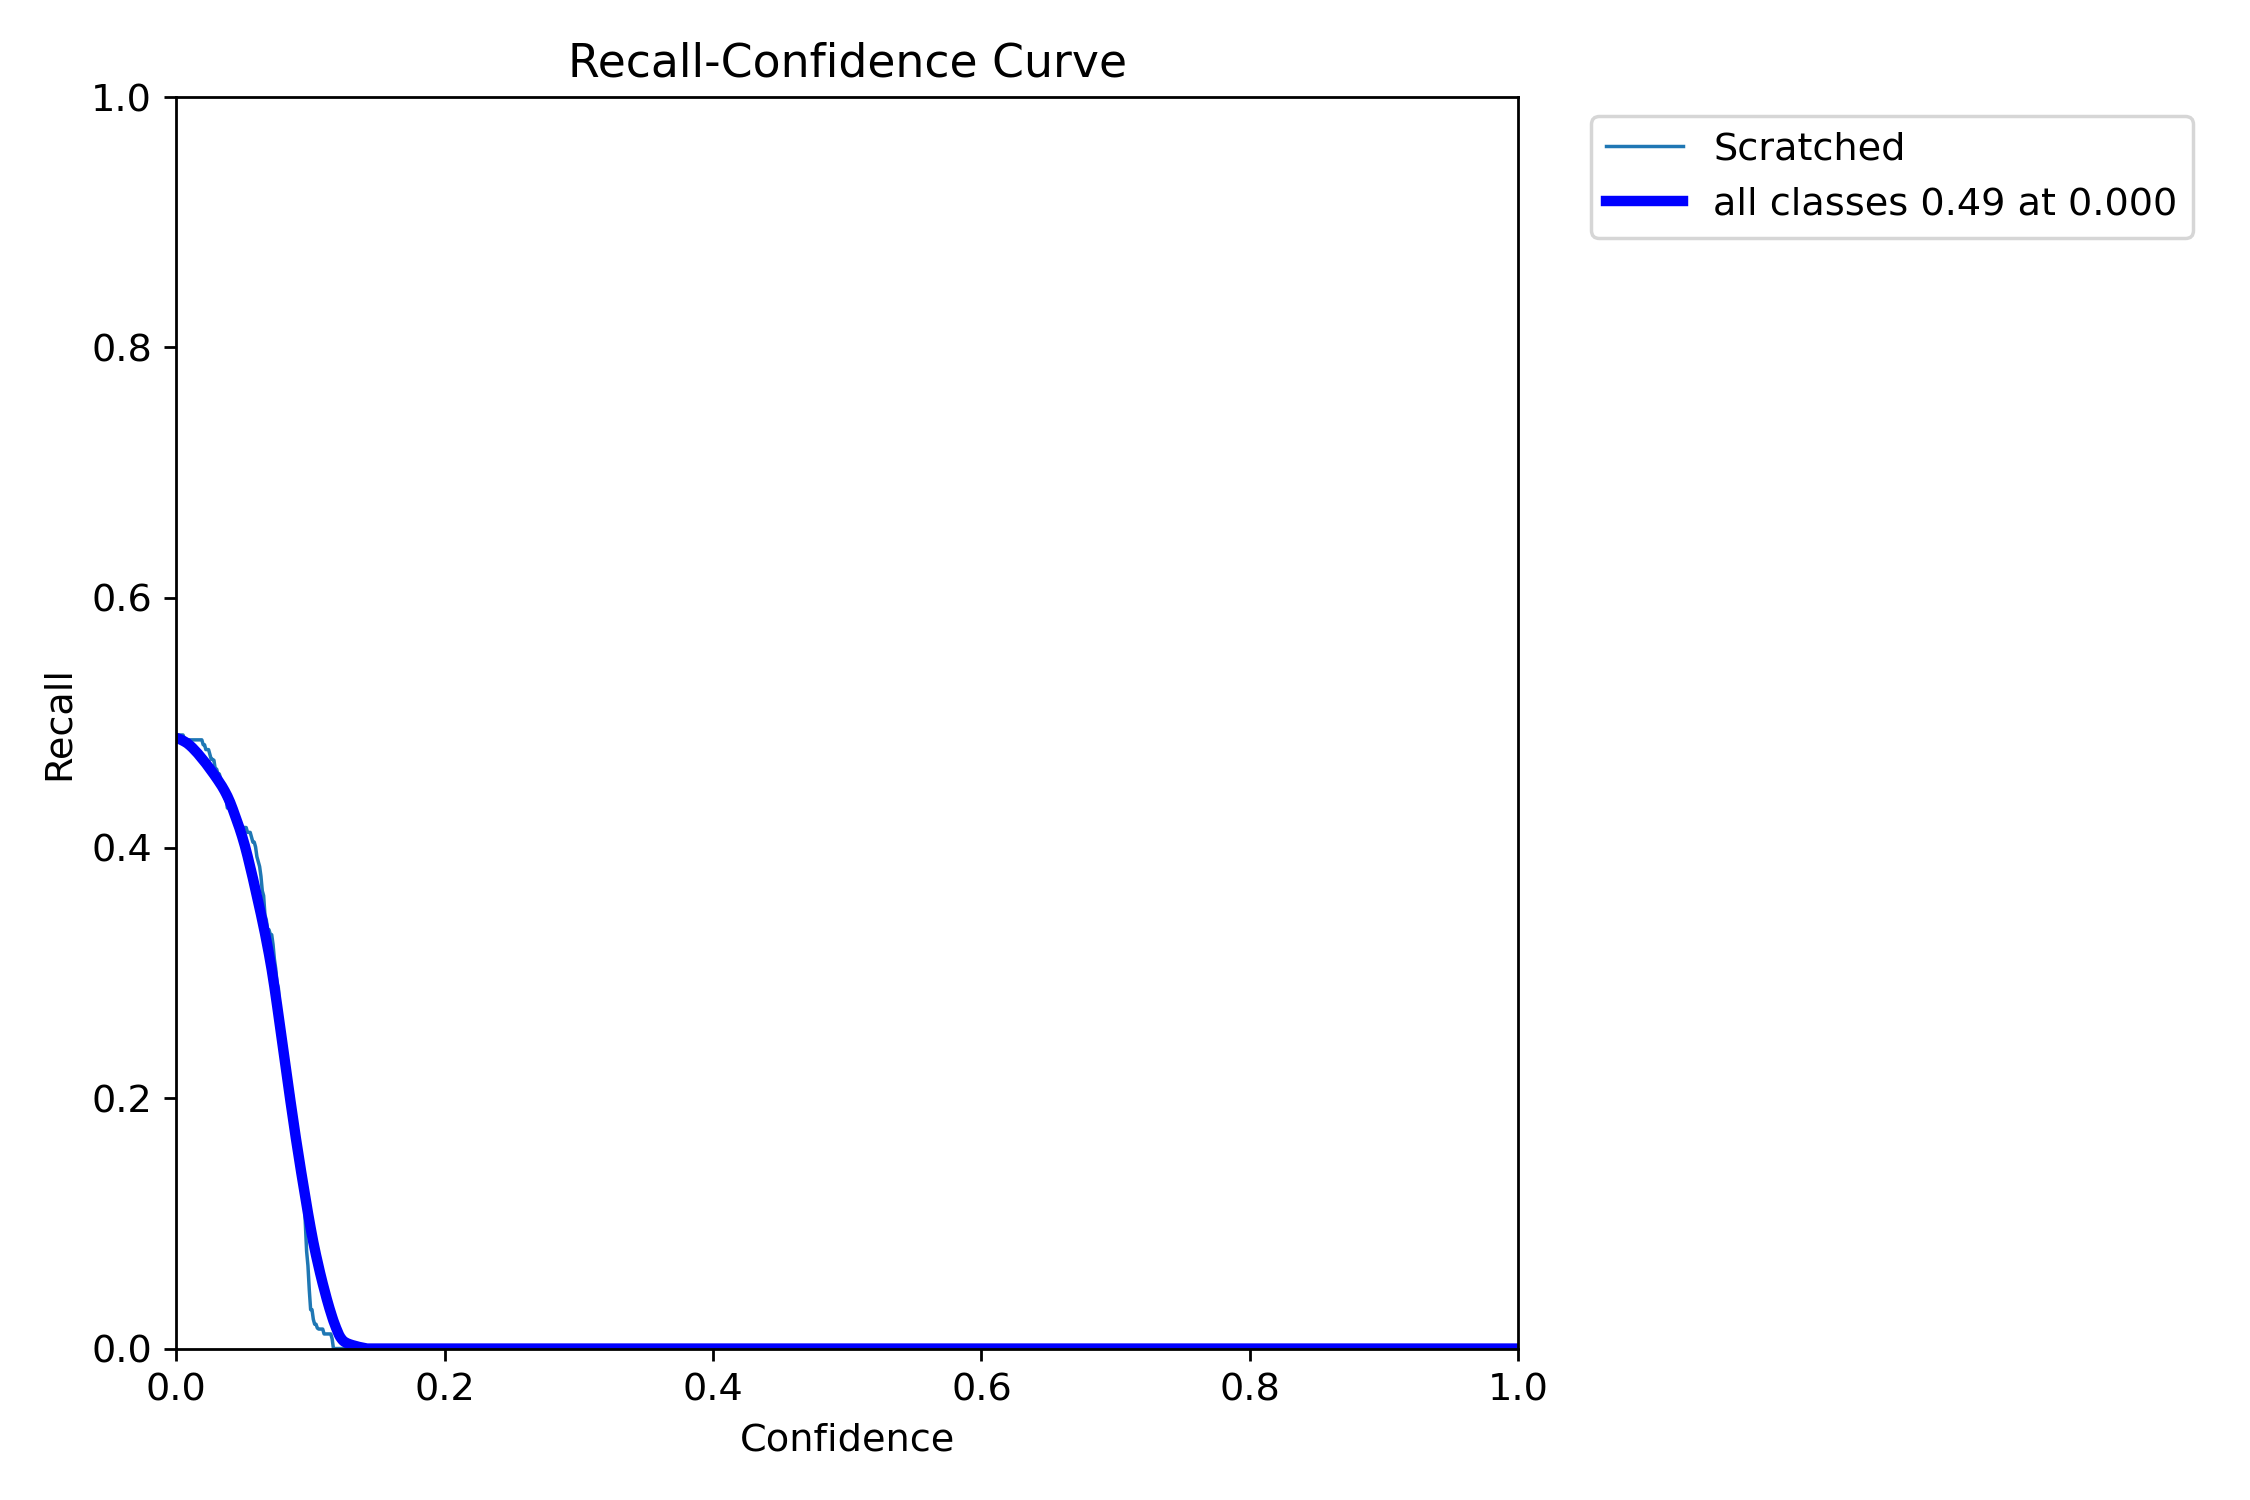 Recall-Confidence Curve
1.0
0.8
0.6
0.4
0.2
0.0
Recall
0.0 0.2 0.4 0.6 0.8 1.0
Confidence
Scratched
all classes 0.49 at 0.000